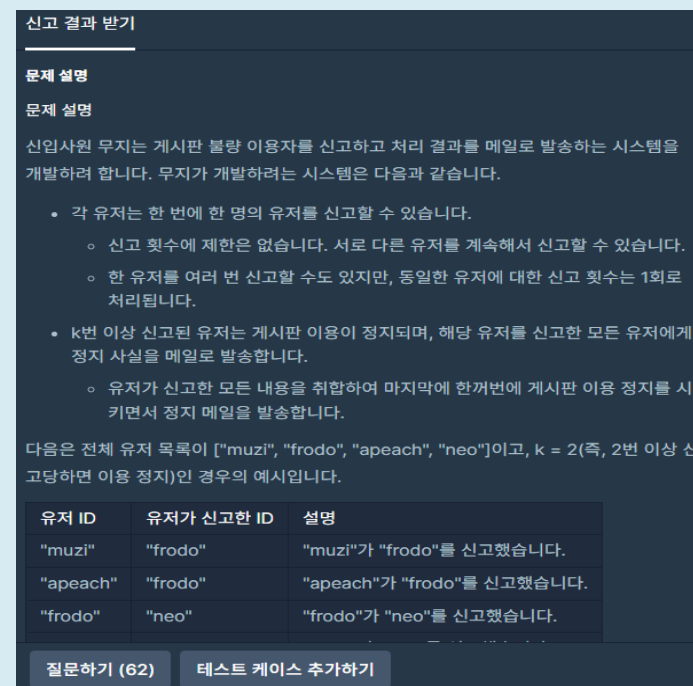 신고 결과 받기
문제 설명
문제 설명
신입사원 무지는 게시판 불량 이용자를 신고하고 처리 결과를 메일로 발송하는 시스템을
개발하려 합니다. 무지가 개발하려는 시스템은 다음과 같습니다.
• 각 유저는 한 번에 한 명의 유저를 신고할 수 있습니다.
◦ 신고 횟수에 제한은 없습니다. 서로 다른 유저를 계속해서 신고할 수 있습니다.
◦ 한 유저를 여러 번 신고할 수도 있지만, 동일한 유저에 대한 신고 횟수는 1회로
처리됩니다.
• k번 이상 신고된 유저는 게시판 이용이 정지되며, 해당 유저를 신고한 모든 유저에게
정지 사실을 메일로 발송합니다.
◦ 유저가 신고한 모든 내용을 취합하여 마지막에 한꺼번에 게시판 이용 정지를 시
키면서 정지 메일을 발송합니다.
다음은 전체 유저 목록이 ["muzi", "frodo", "apeach", "neo"]이고, k = 2(즉, 2번 이상 신
고당하면 이용 정지)인 경우의 예시입니다.
유저 ID 유저가 신고한 ID 설명
"muzi" "frodo" "muzi"가 "frodo"를 신고했습니다.
"apeach" "frodo" "apeach"가 "frodo"를 신고했습니다.
"frodo" "neo" "frodo"가 "neo"를 신고했습니다.
질문하기 (62) 테스트 케이스 추가하기